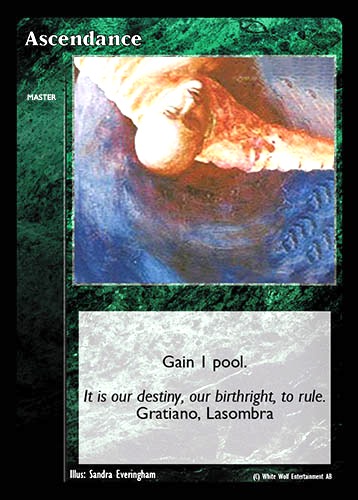 Ascendance
MASTER
Gain 1 pool.
It is our destiny, our birthright, to rule.
Gratiano, Lasombra
Illus: Sandra Everingham
(C) White Wolf Entertainment AB